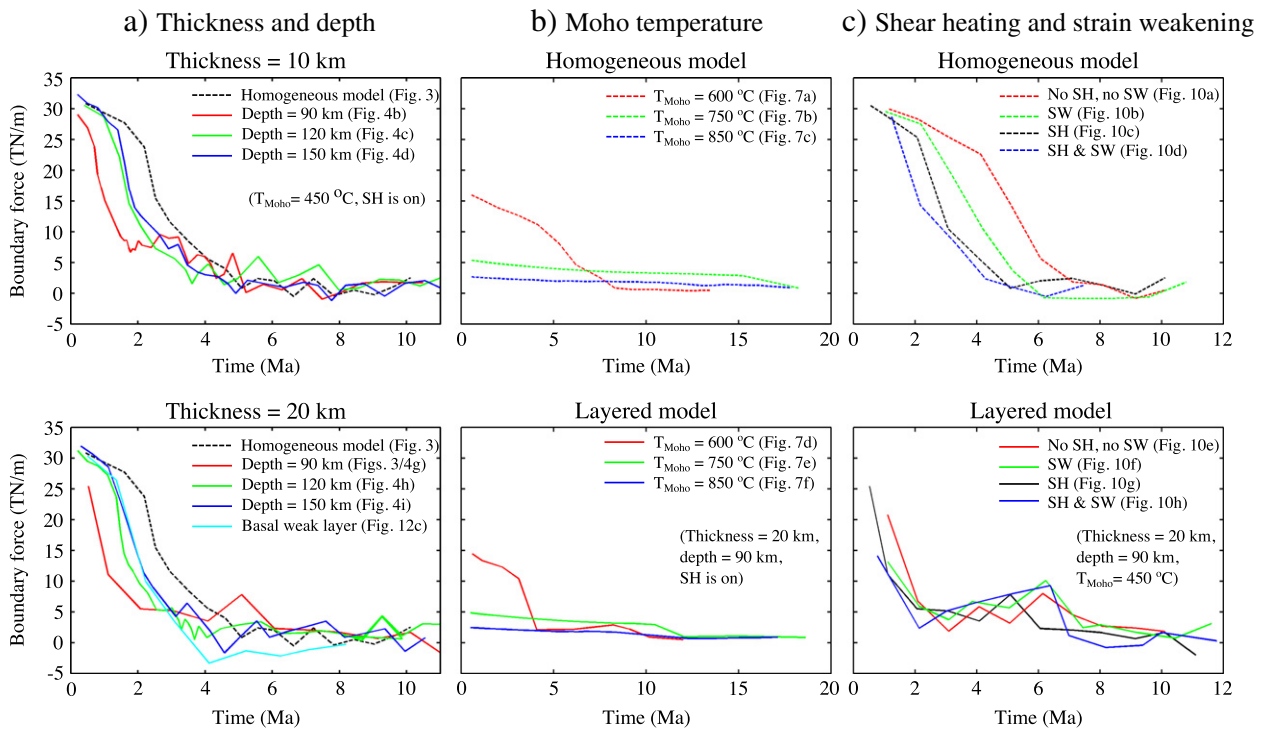 a) Thickness and depth
b) Moho temperature
c) Shear heating and strain weakening
Thickness = 10 km
Boundary force (TN/m)
35
30
25
20
15
10
5
0
-5
Homogeneous model (Fig. 3)
Depth = 90 km (Fig. 4b)
Depth = 120 km (Fig. 4c)
Depth = 150 km (Fig. 4d)
(TMoho= 450 °C, SH is on)
0 2 4 6 8 10
Time (Ma)
Homogeneous model
TMoho = 600 °C (Fig. 7a)
TMoho = 750 °C (Fig. 7b)
TMoho = 850 °C (Fig. 7c)
0 5 10 15 20
Time (Ma)
Homogeneous model
No SH, no SW (Fig. 10a)
SW (Fig. 10b)
SH (Fig. 10c)
SH & SW (Fig. 10d)
0 2 4 6 8 10 12
Time (Ma)
Thickness = 20 km
Boundary force (TN/m)
35
30
25
20
15
10
5
0
-5
Homogeneous model (Fig. 3)
Depth = 90 km (Figs. 3/4g)
Depth = 120 km (Fig. 4h)
Depth = 150 km (Fig. 4i)
Basal weak layer (Fig. 12c)
0 2 4 6 8 10
Time (Ma)
Layered model
TMoho = 600 °C (Fig. 7d)
TMoho = 750 °C (Fig. 7e)
TMoho = 850 °C (Fig. 7f)
(Thickness = 20 km,
depth = 90 km,
SH is on)
0 5 10 15 20
Time (Ma)
Layered model
No SH, no SW (Fig. 10e)
SW (Fig. 10f)
SH (Fig. 10g)
SH & SW (Fig. 10h)
(Thickness = 20 km,
depth = 90 km,
TMoho= 450 °C)
0 2 4 6 8 10 12
Time (Ma)